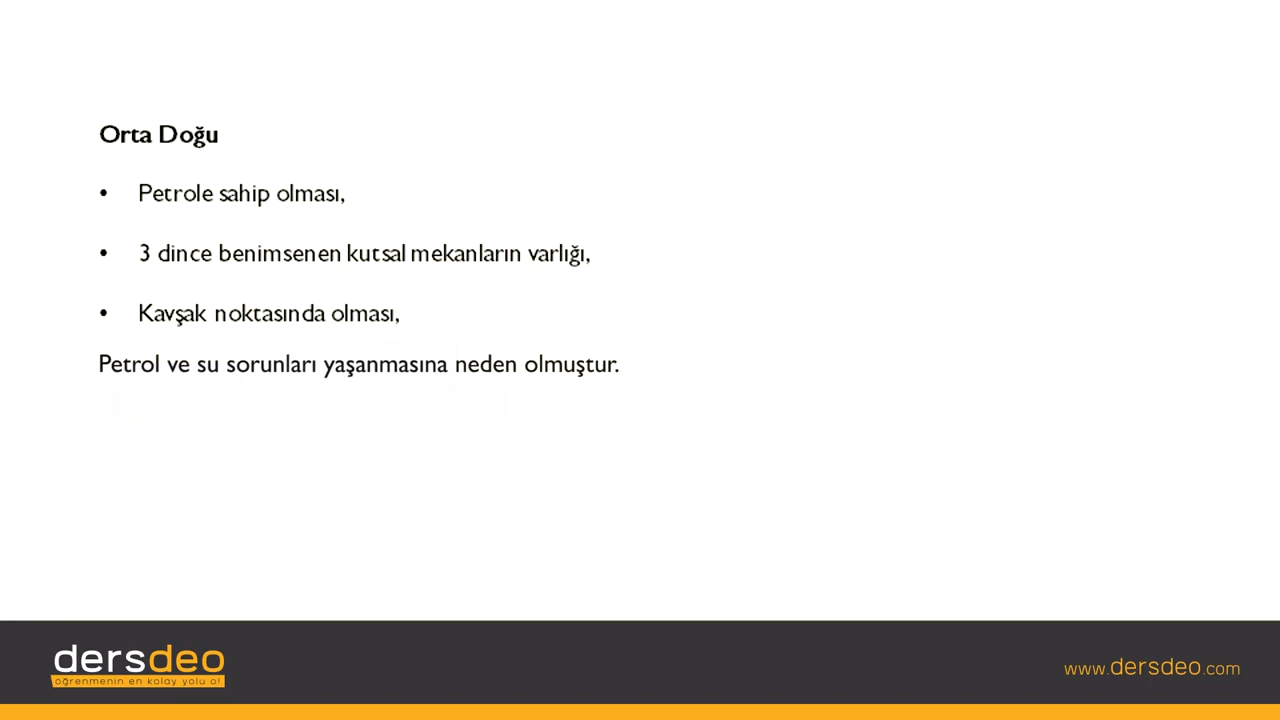 Orta Doğu
• Petrole sahip olması,
• 3 dince benimsenen kutsal mekanların varlığı,
• Kavşak noktasında olması,
Petrol ve su sorunları yaşanmasına neden olmuştur.
dersdeo
öğrenmenin en kolay yolu o!
www.dersdeo.com